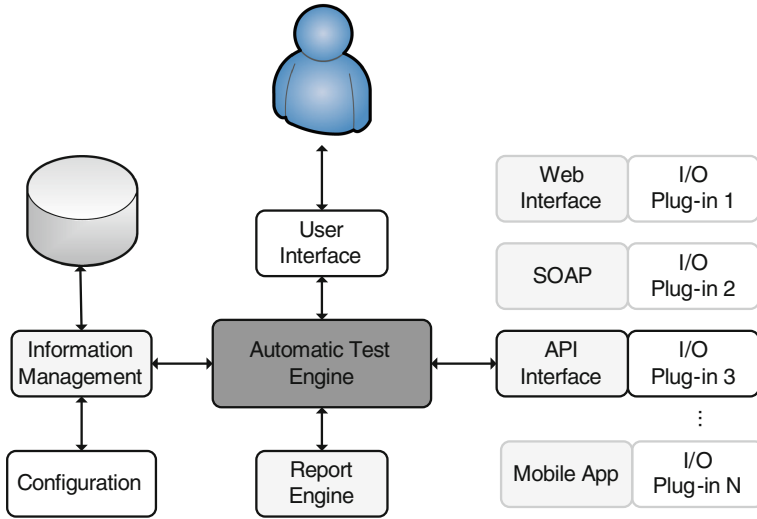 Web
Interface
I/O
Plug-in 1
User
Interface
SOAP
I/O
Plug-in 2
Information
Management
Automatic Test
Engine
API
Interface
I/O
Plug-in 3
...
Configuration
Report
Engine
Mobile App
I/O
Plug-in N